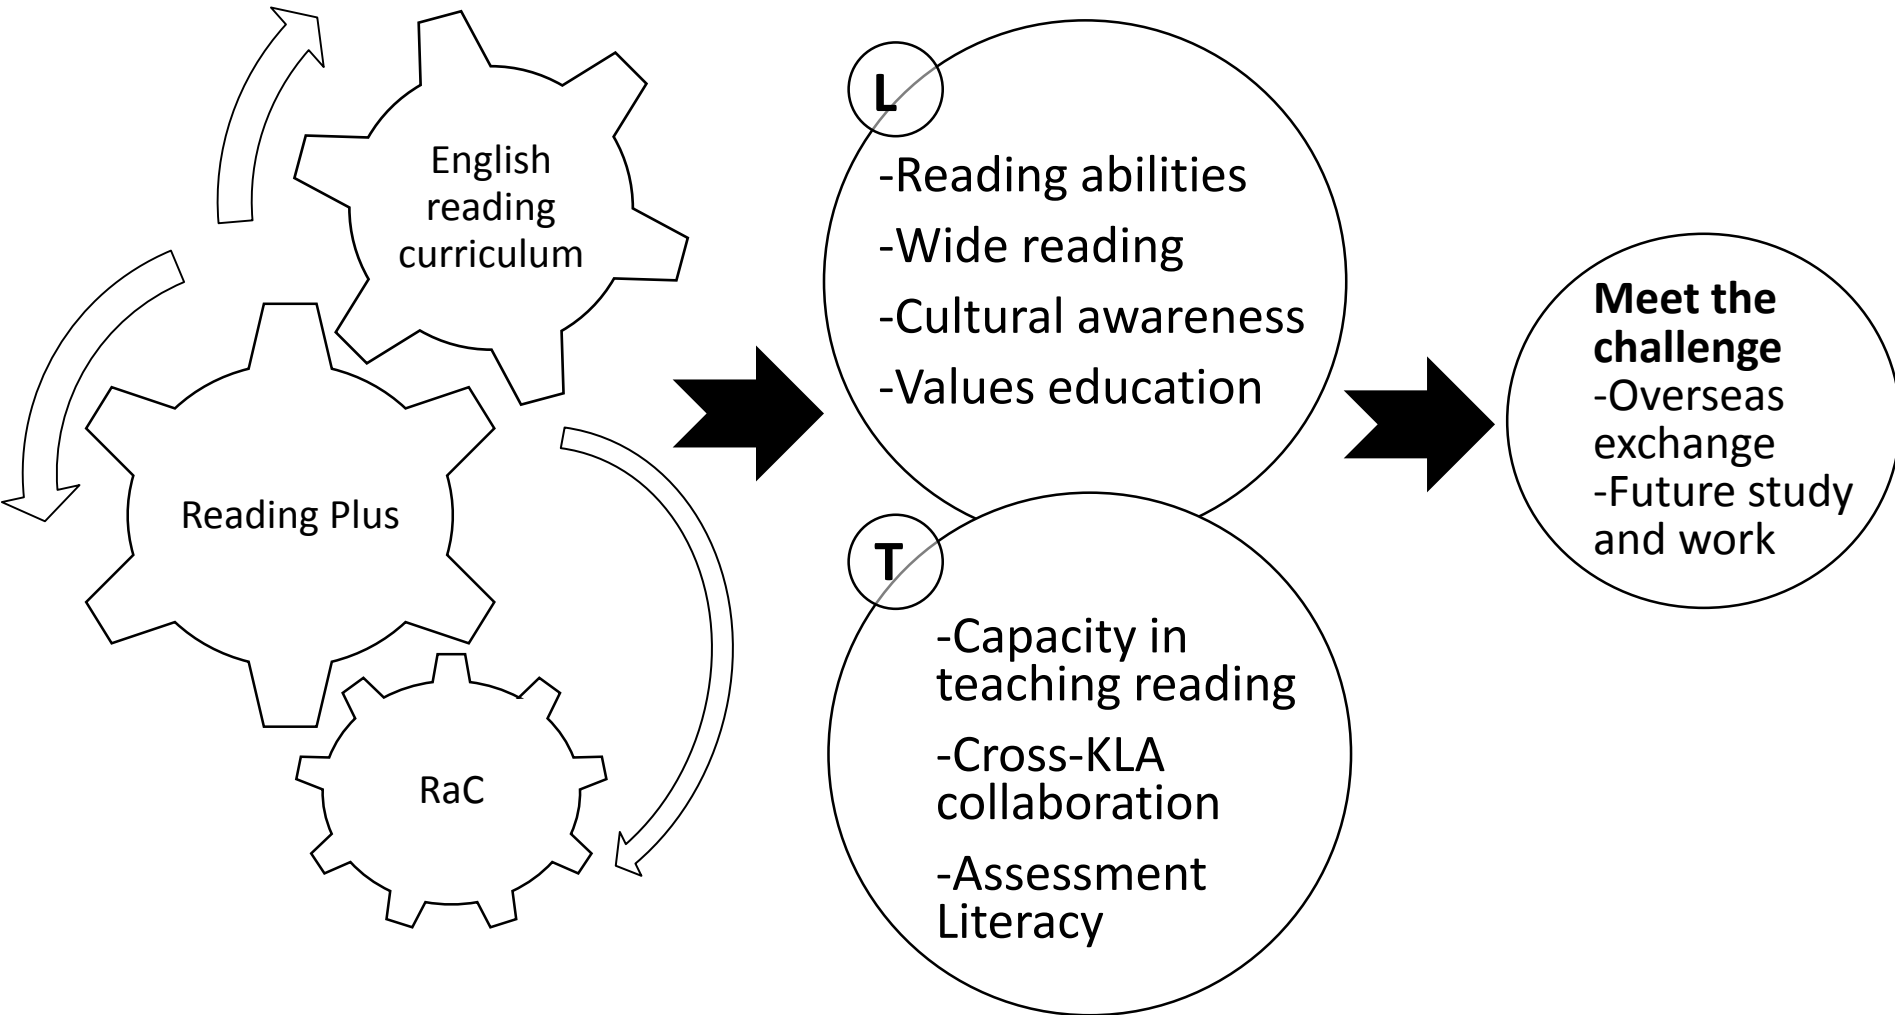 English
reading
curriculum
Reading Plus
RaC
L
-Reading abilities
-Wide reading
-Cultural awareness
-Values education
T
-Capacity in
teaching reading
-Cross-KLA
collaboration
-Assessment
Literacy
Meet the
challenge
-Overseas
exchange
-Future study
and work